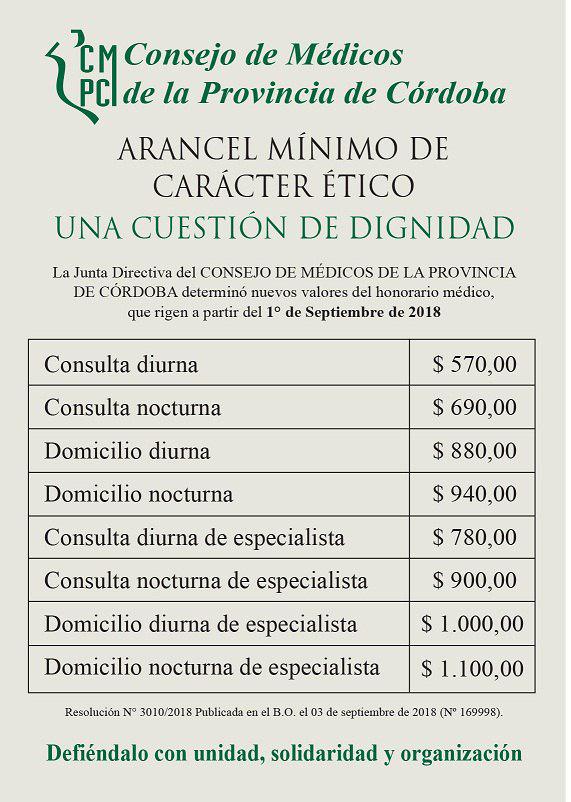 CM
PC
Consejo de Médicos
de la Provincia de Córdoba
ARANCEL MÍNIMO DE
CARÁCTER ÉTICO
UNA CUESTIÓN DE DIGNIDAD
La Junta Directiva del CONSEJO DE MÉDICOS DE LA PROVINCIA
DE CÓRDOBA determinó nuevos valores del honorario médico,
que rigen a partir del 1° de Septiembre de 2018
Consulta diurna $ 570,00
Consulta nocturna $ 690,00
Domicilio diurna $ 880,00
Domicilio nocturna $ 940,00
Consulta diurna de especialista $ 780,00
Consulta nocturna de especialista $ 900,00
Domicilio diurna de especialista $ 1.000,00
Domicilio nocturna de especialista $ 1.100,00
Resolución N° 3010/2018 Publicada en el B.O. el 03 de septiembre de 2018 (Nº 169998).
Defiéndalo con unidad, solidaridad y organización